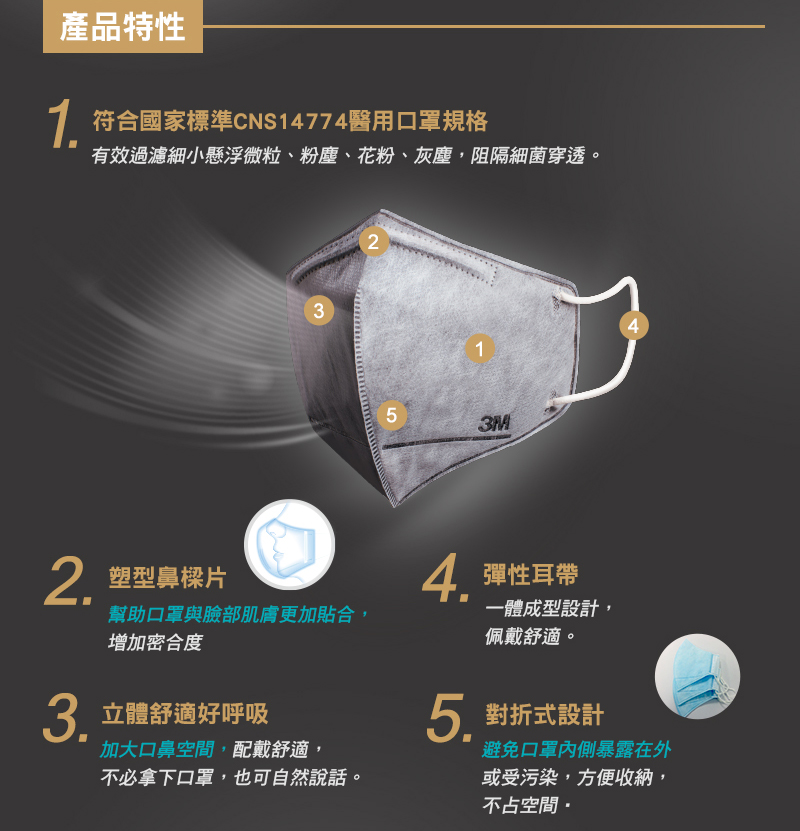 產品特性
1.
符合國家標準CNS14774醫用口罩規格
有效過濾細小懸浮微粒、粉塵、花粉、灰塵，阻隔細菌穿透。
2
3
4
1
5
3M
2.
塑型鼻樑片
幫助口罩與臉部肌膚更加貼合，
增加密合度
4.
彈性耳帶
一體成型設計，
佩戴舒適。
3.
立體舒適好呼吸
加大口鼻空間，配戴舒適，
不必拿下口罩，也可自然說話。
5.
對折式設計
避免口罩內側暴露在外
或受污染，方便收納，
不占空間．